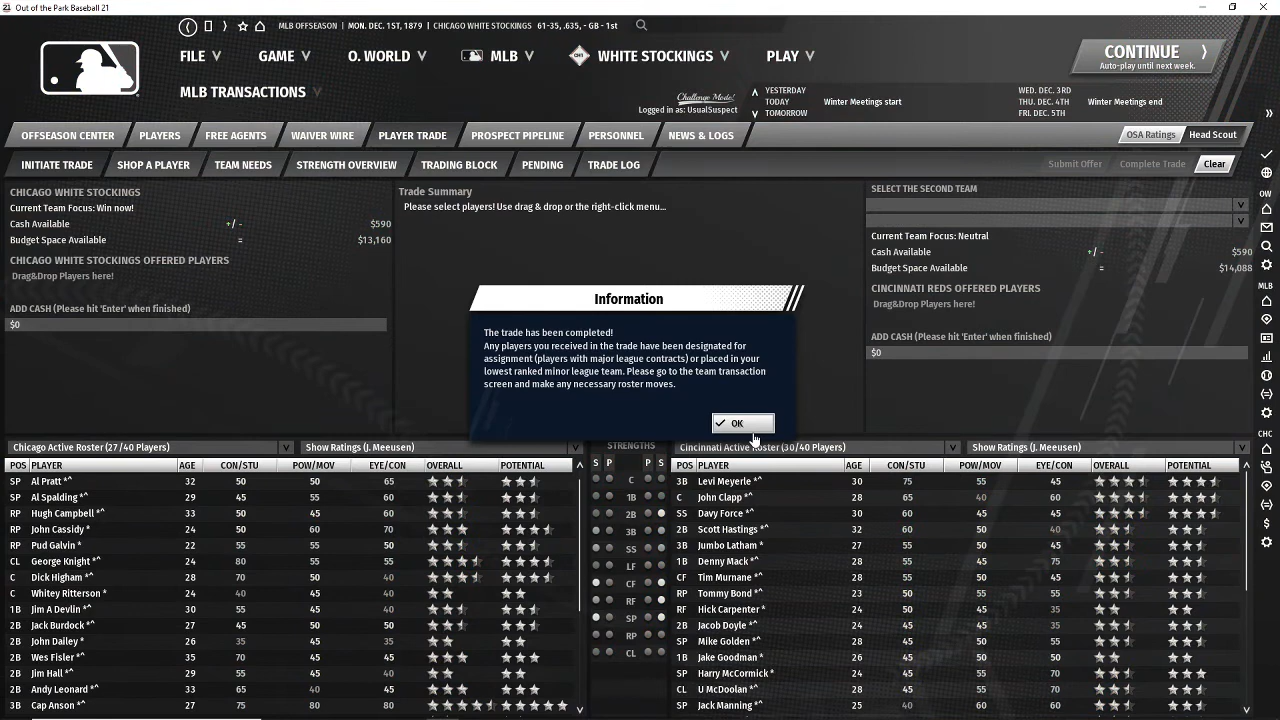 Out of the Park Baseball 21
MLB OFFSEASON | MON. DEC. 1ST, 1879 | CHICAGO WHITE STOCKINGS 61-35, .635, - GB - 1st
FILE GAME O. WORLD MLB WHITE STOCKINGS PLAY
CONTINUE
Auto-play until next week.
MLB TRANSACTIONS
Challenge Mode!
Logged in as: UsualSuspect
YESTERDAY
TODAY Winter Meetings start
TOMORROW
WED. DEC. 3RD
THU. DEC. 4TH Winter Meetings end
FRI. DEC. 5TH
OFFSEASON CENTER PLAYERS FREE AGENTS WAIVER WIRE PLAYER TRADE PROSPECT PIPELINE PERSONNEL NEWS & LOGS OSA Ratings Head Scout
INITIATE TRADE SHOP A PLAYER TEAM NEEDS STRENGTH OVERVIEW TRADING BLOCK PENDING TRADE LOG Submit Offer Complete Trade Clear
CHICAGO WHITE STOCKINGS
Current Team Focus: Win now!
Cash Available +/- $590
Budget Space Available = $13,160
CHICAGO WHITE STOCKINGS OFFERED PLAYERS
Drag&Drop Players here!
ADD CASH (Please hit 'Enter' when finished)
$0
Trade Summary
Please select players! Use drag & drop or the right-click menu...
SELECT THE SECOND TEAM
Current Team Focus: Neutral
Cash Available +/- $590
Budget Space Available = $14,088
CINCINNATI REDS OFFERED PLAYERS
Drag&Drop Players here!
ADD CASH (Please hit 'Enter' when finished)
$0
Information
The trade has been completed!
Any players you received in the trade have been designated for
assignment (players with major league contracts) or placed in your
lowest ranked minor league team. Please go to the team transaction
screen and make any necessary roster moves.
OK
Chicago Active Roster (27/40 Players) Show Ratings (J. Meeusen)
POS PLAYER AGE CON/STU POW/MOV EYE/CON OVERALL POTENTIAL
SP Al Pratt *^ 32 50 50 65
SP Al Spalding * 29 45 55 60
RP Hugh Campbell *^ 33 50 45 60
RP John Cassidy * 24 50 60 70
RP Pud Galvin * 22 55 55 50
CL George Knight *^ 24 80 55 55
C Dick Higham *^ 28 70 50 40
C Whitey Ritterson * 24 40 45 40
1B Jim A Devlin *^ 30 55 45 40
2B Jack Burdock *^ 27 45 50 50
2B John Dailey * 26 35 45 35
2B Wes Fisler *^ 35 70 45 45
2B Jim Hall *^ 29 55 45 45
2B Andy Leonard *^ 33 65 40 45
3B Cap Anson *^ 27 75 80 80
STRENGTHS
S P P S
C
1B
2B
3B
SS
LF
CF
RF
SP
RP
CL
Cincinnati Active Roster (30/40 Players) Show Ratings (J. Meeusen)
POS PLAYER AGE CON/STU POW/MOV EYE/CON OVERALL POTENTIAL
3B Levi Meyerle *^ 30 75 55 45
C John Clapp *^ 28 65 40 60
SS Davy Force *^ 30 60 45 45
2B Scott Hastings *^ 32 60 50 40
3B Jumbo Latham *^ 27 55 45 50
1B Denny Mack *^ 28 55 45 75
CF Tim Murnane *^ 28 55 45 50
RP Tommy Bond *^ 23 50 55 50
RF Hick Carpenter * 24 55 45 35
2B Jacob Doyle *^ 24 45 45 35
SP Mike Golden *^ 28 45 55 50
1B Jake Goodman * 26 45 50 50
SP Harry McCormick * 24 45 55 70
CL U McDoolan *^ 28 45 55 70
SP Jack Manning *^ 25 40 60 60
OW
MLB
CHC